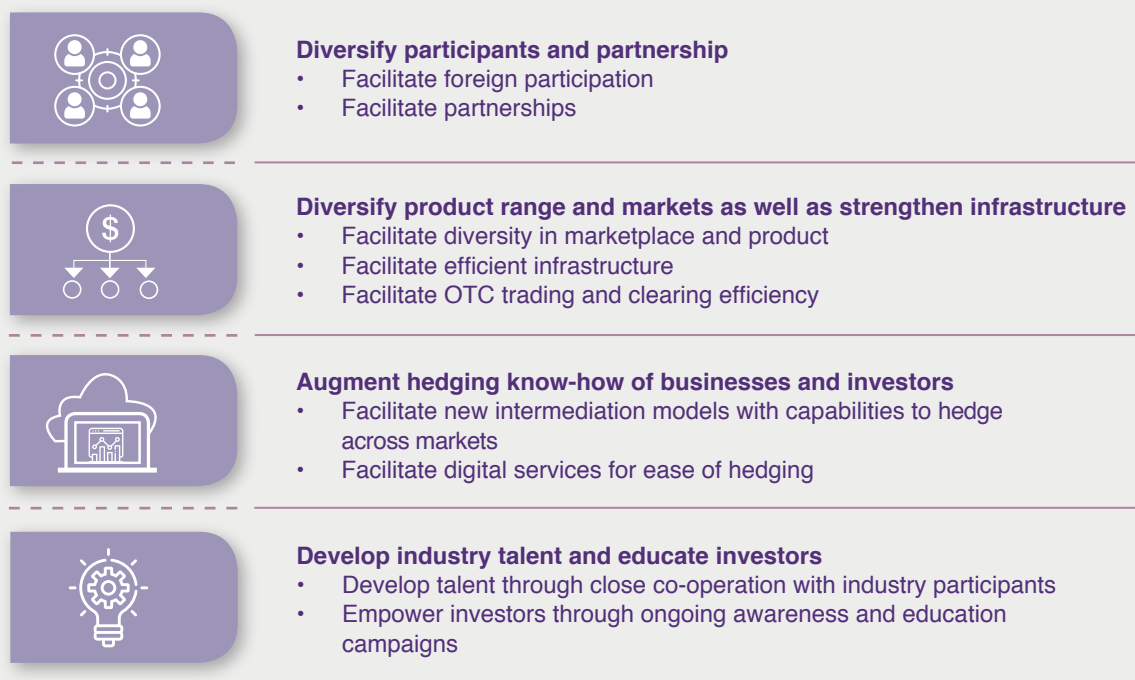 Diversify participants and partnership
• Facilitate foreign participation
• Facilitate partnerships
$
Diversify product range and markets as well as strengthen infrastructure
• Facilitate diversity in marketplace and product
• Facilitate efficient infrastructure
• Facilitate OTC trading and clearing efficiency
Augment hedging know-how of businesses and investors
• Facilitate new intermediation models with capabilities to hedge
across markets
• Facilitate digital services for ease of hedging
Develop industry talent and educate investors
• Develop talent through close co-operation with industry participants
• Empower investors through ongoing awareness and education
campaigns